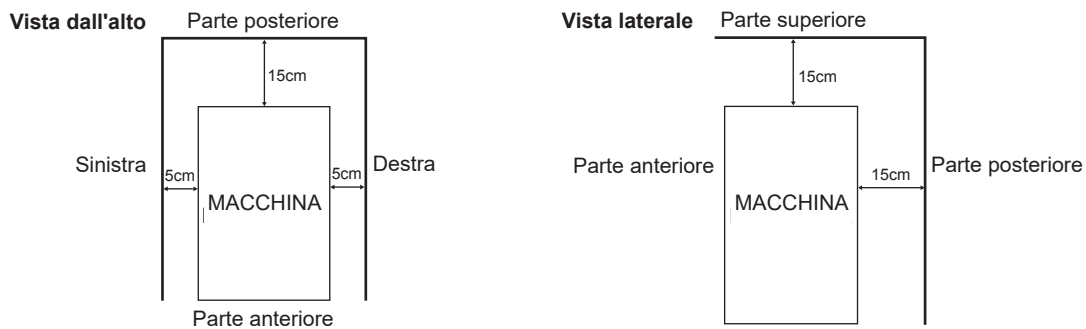 Vista dall'alto
Parte posteriore
15cm
Sinistra
5cm
5cm
Destra
MACCHINA
Parte anteriore
Vista laterale
Parte superiore
15cm
Parte anteriore
15cm
Parte posteriore
MACCHINA